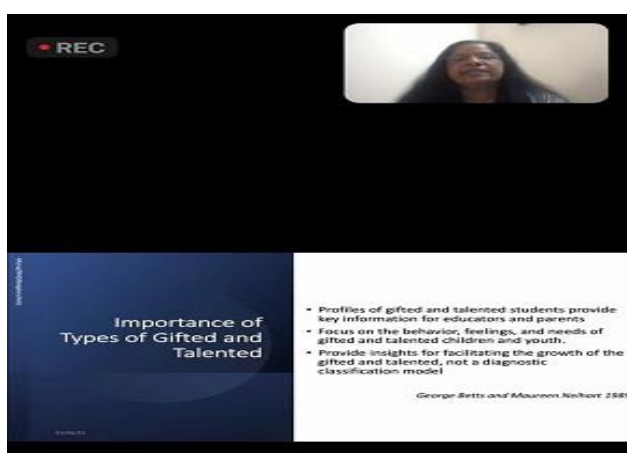 REC
Importance of
Types of Gifted and
Talented
• Profiles of gifted and talented students provide
key information for educators and parents
• Focus on the behavior, feelings, and needs of
gifted and talented children and youth.
• Provide insights for facilitating the growth of the
gifted and talented, not a diagnostic
classification model
George Betts and Maureen Neihart